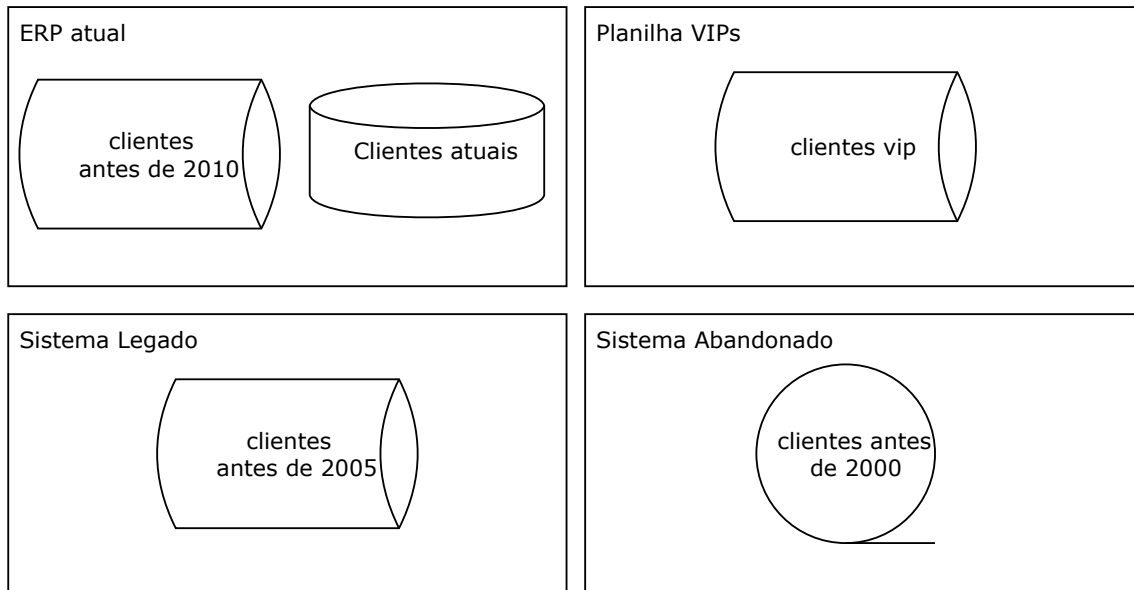 ERP atual
clientes
antes de 2010
Clientes atuais
Planilha VIPs
clientes vip
Sistema Legado
clientes
antes de 2005
Sistema Abandonado
clientes antes
de 2000